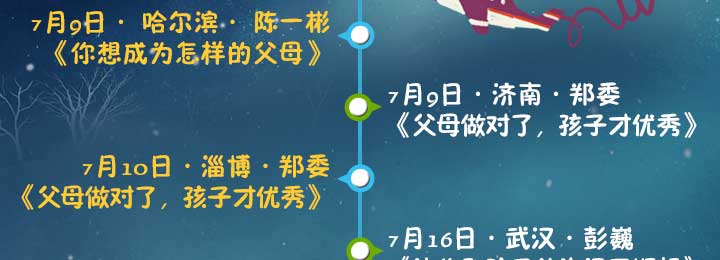 7月9日 · 哈尔滨 · 陈一彬
《你想成为怎样的父母》
7月9日 · 济南 · 郑委
《父母做对了，孩子才优秀》
7月10日 · 淄博 · 郑委
《父母做对了，孩子才优秀》
7月16日 · 武汉 · 彭巍